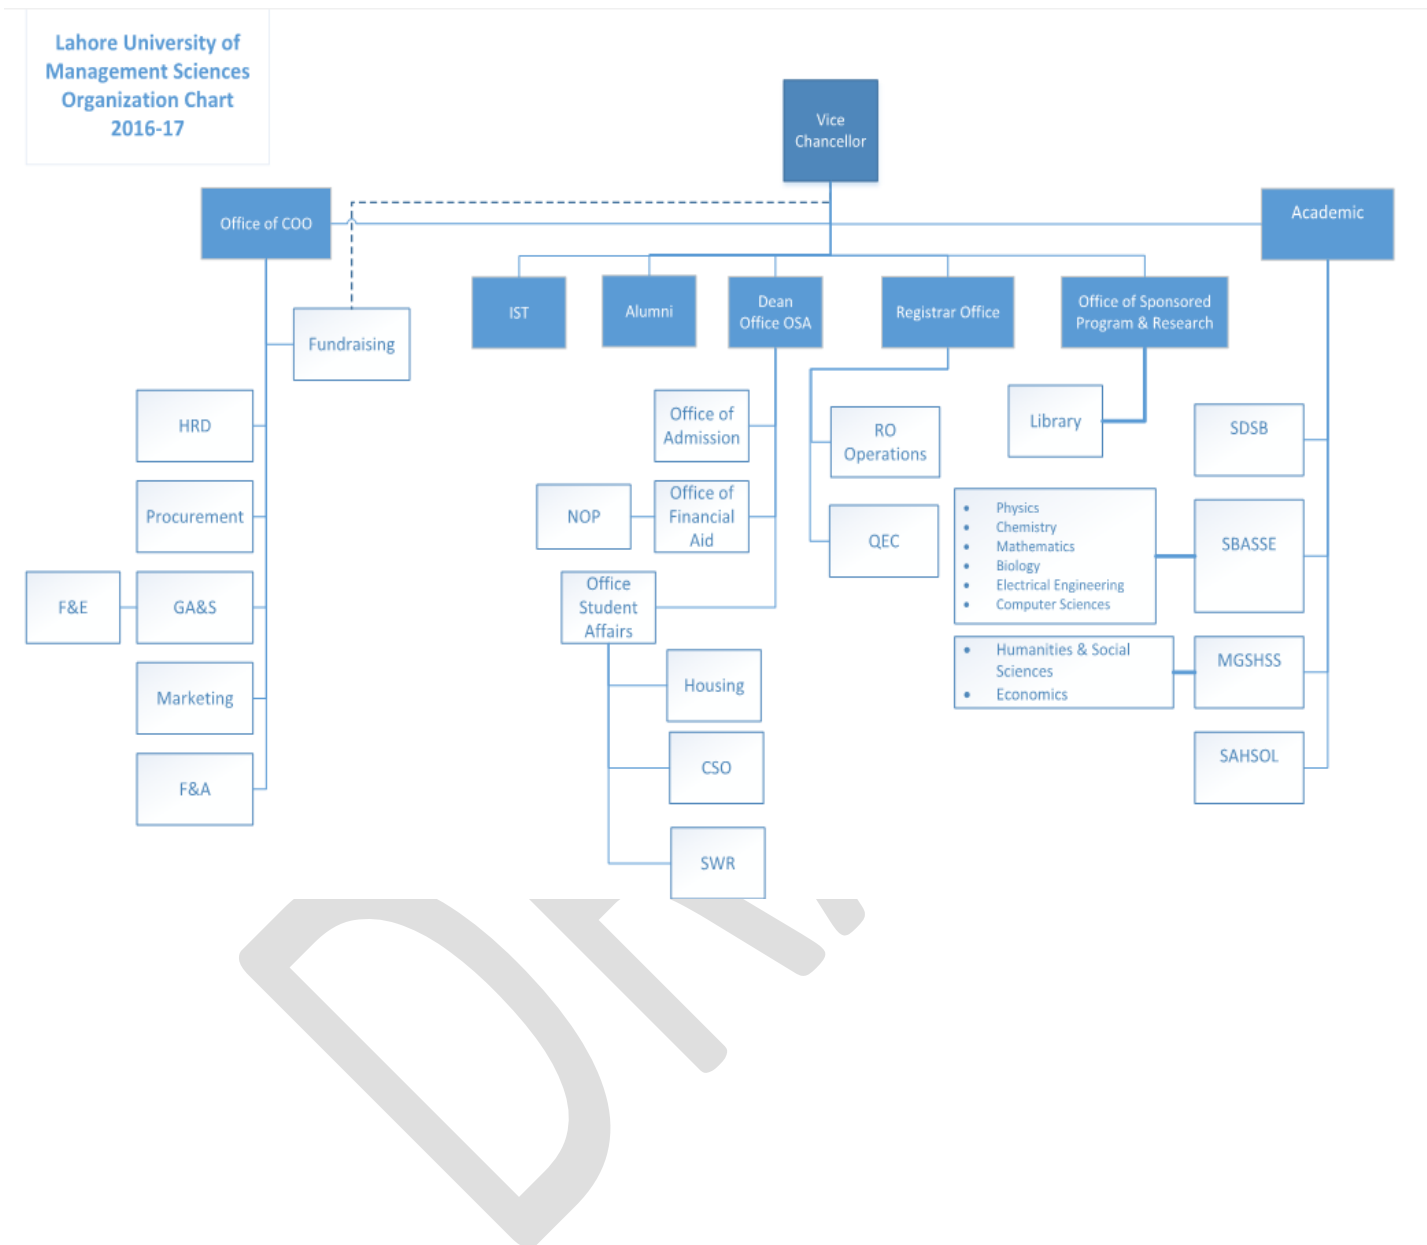 Lahore University of
Management Sciences
Organization Chart
2016-17
Vice
Chancellor
Office of COO
Academic
IST
Alumni
Dean
Office OSA
Registrar Office
Office of Sponsored
Program & Research
Fundraising
HRD
Procurement
F&E
GA&S
Marketing
F&A
Office of
Admission
NOP
Office of
Financial
Aid
Office
Student
Affairs
Housing
CSO
SWR
RO
Operations
QEC
Library
SDSB
• Physics
• Chemistry
• Mathematics
• Biology
• Electrical Engineering
• Computer Sciences
SBASSE
• Humanities & Social
Sciences
• Economics
MGSHSS
SAHSOL